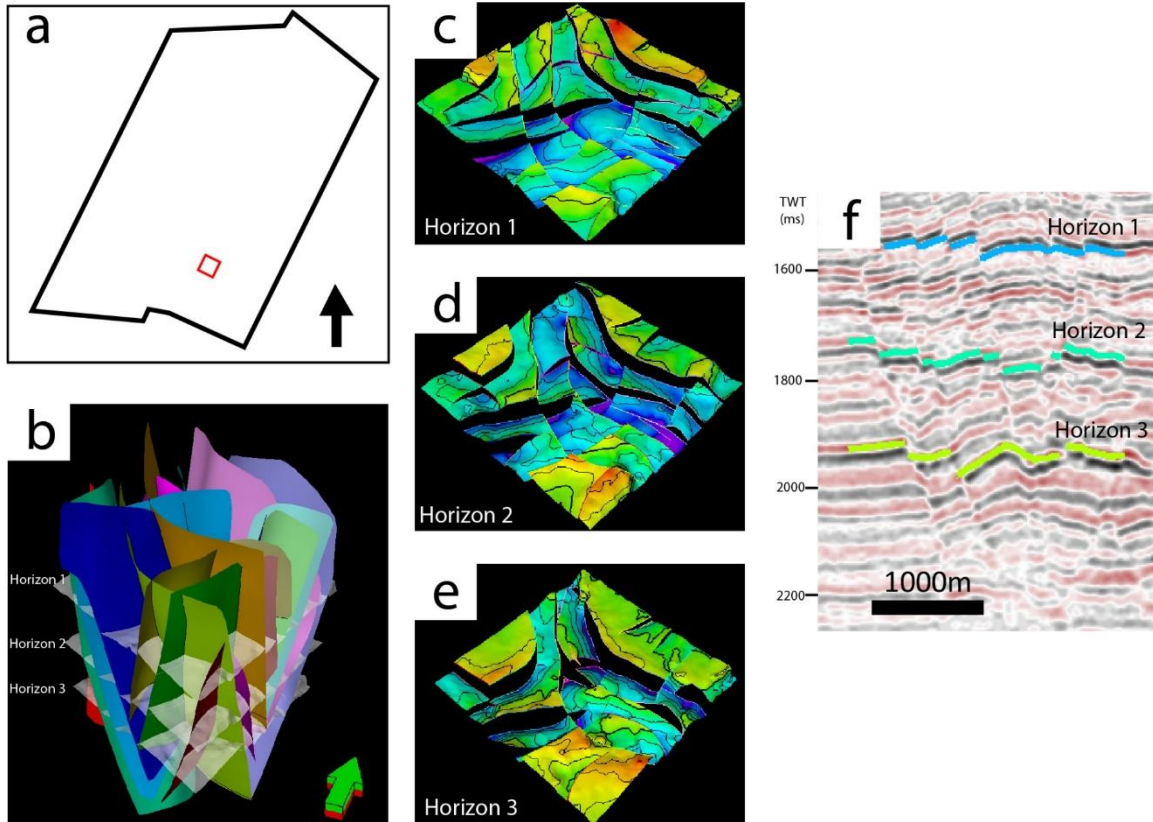 a
b
Horizon 1
Horizon 2
Horizon 3
c
Horizon 1
d
Horizon 2
e
Horizon 3
f
TWT
(ms)
Horizon 1
1600
Horizon 2
1800
Horizon 3
2000
1000m
2200